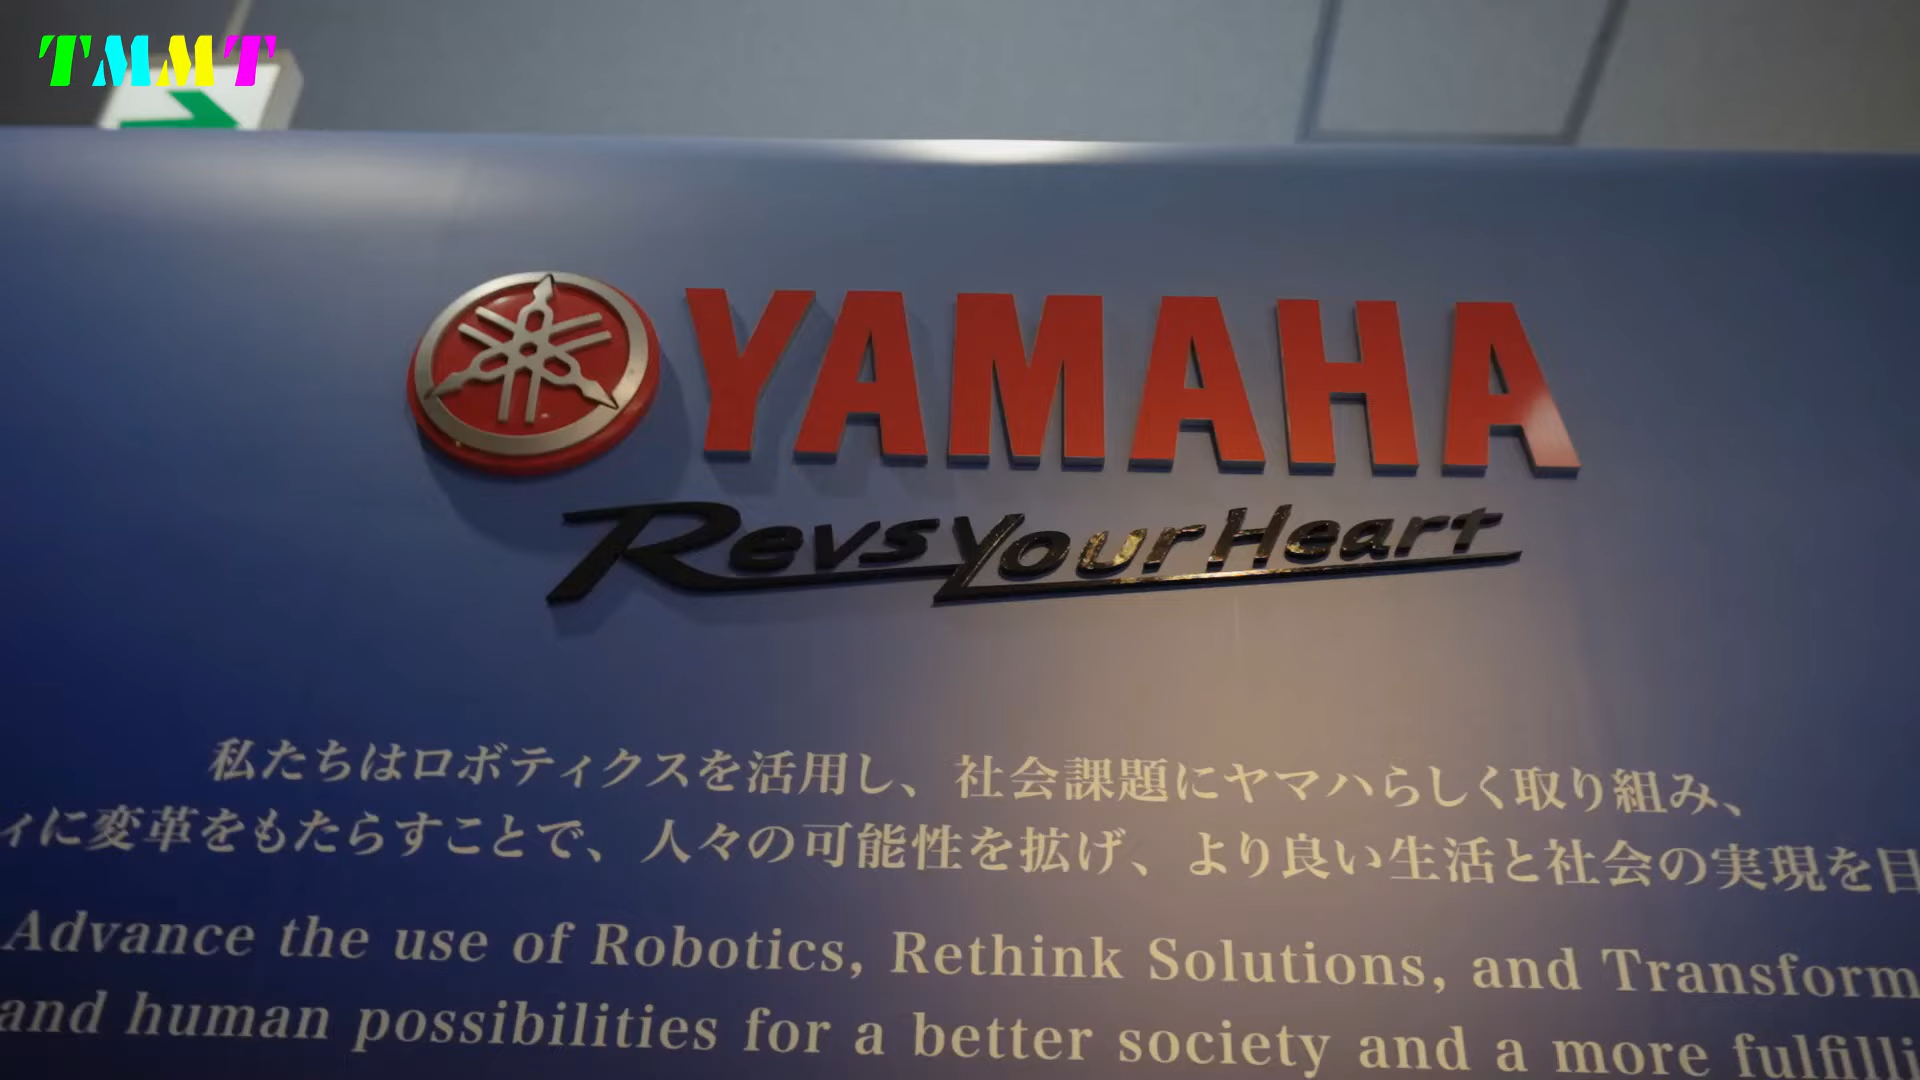 TMMT
YAMAHA
Revs Your Heart
私たちはロボティクスを活用し、社会課題にヤマハらしく取り組み、
ィに変革をもたらすことで、人々の可能性を拡げ、より良い生活と社会の実現を目
Advance the use of Robotics, Rethink Solutions, and Transform
and human possibilities for a better society and a more fulfilli